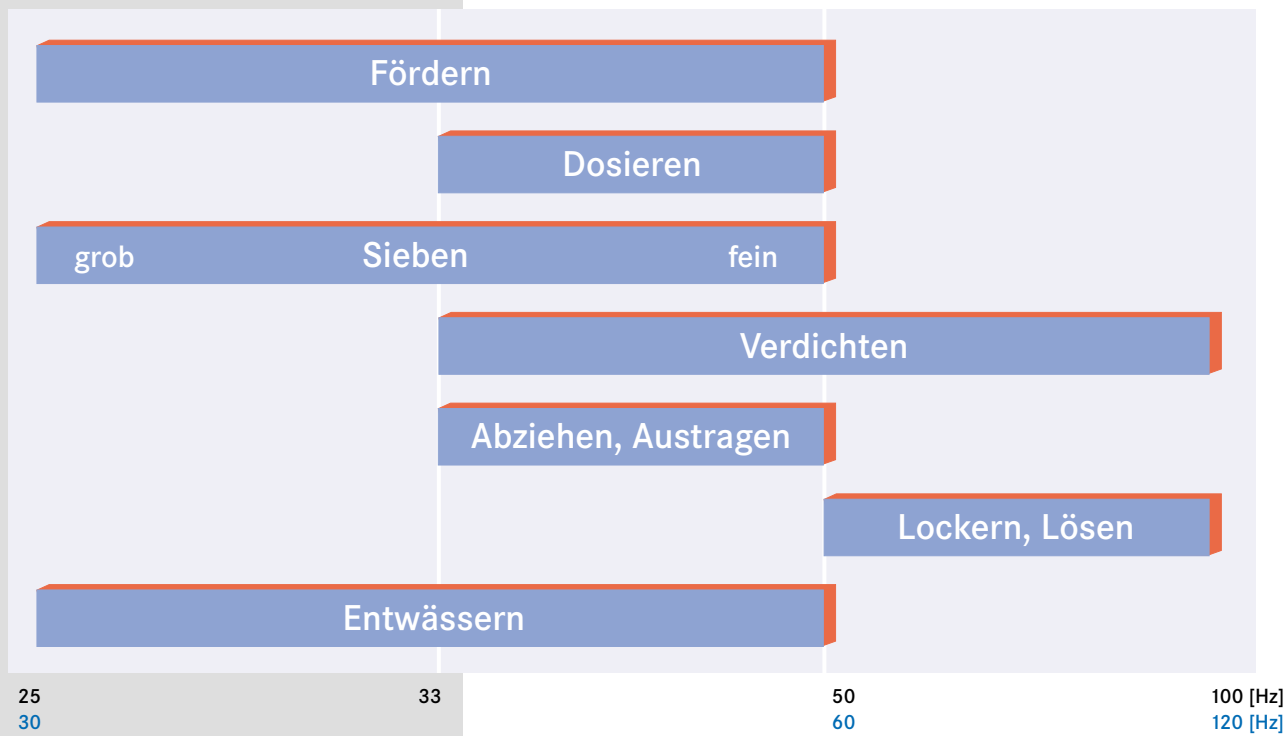 Fördern
Dosieren
grob Sieben fein
Verdichten
Abziehen, Austragen
Lockern, Lösen
Entwässern
25 33 50 100 [Hz]
30 60 120 [Hz]